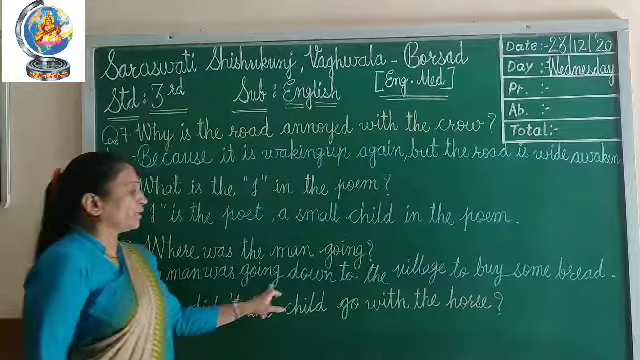 Saraswati Shishukunj, Vaghwala - Borsad
Std : 3rd Sub : English [Eng. Med]
Date :- 23/12/20
Day :- Wednesday
Pr. :-
Ab. :-
Total :-
Q.7 Why is the road annoyed with the crow?
- Because it is waking up again, but the road is wide awaken
What is the "I" in the poem?
"I" is the poet, a small child in the poem.
Where was the man going?
man was going down to the village to buy some bread.
child go with the horse?